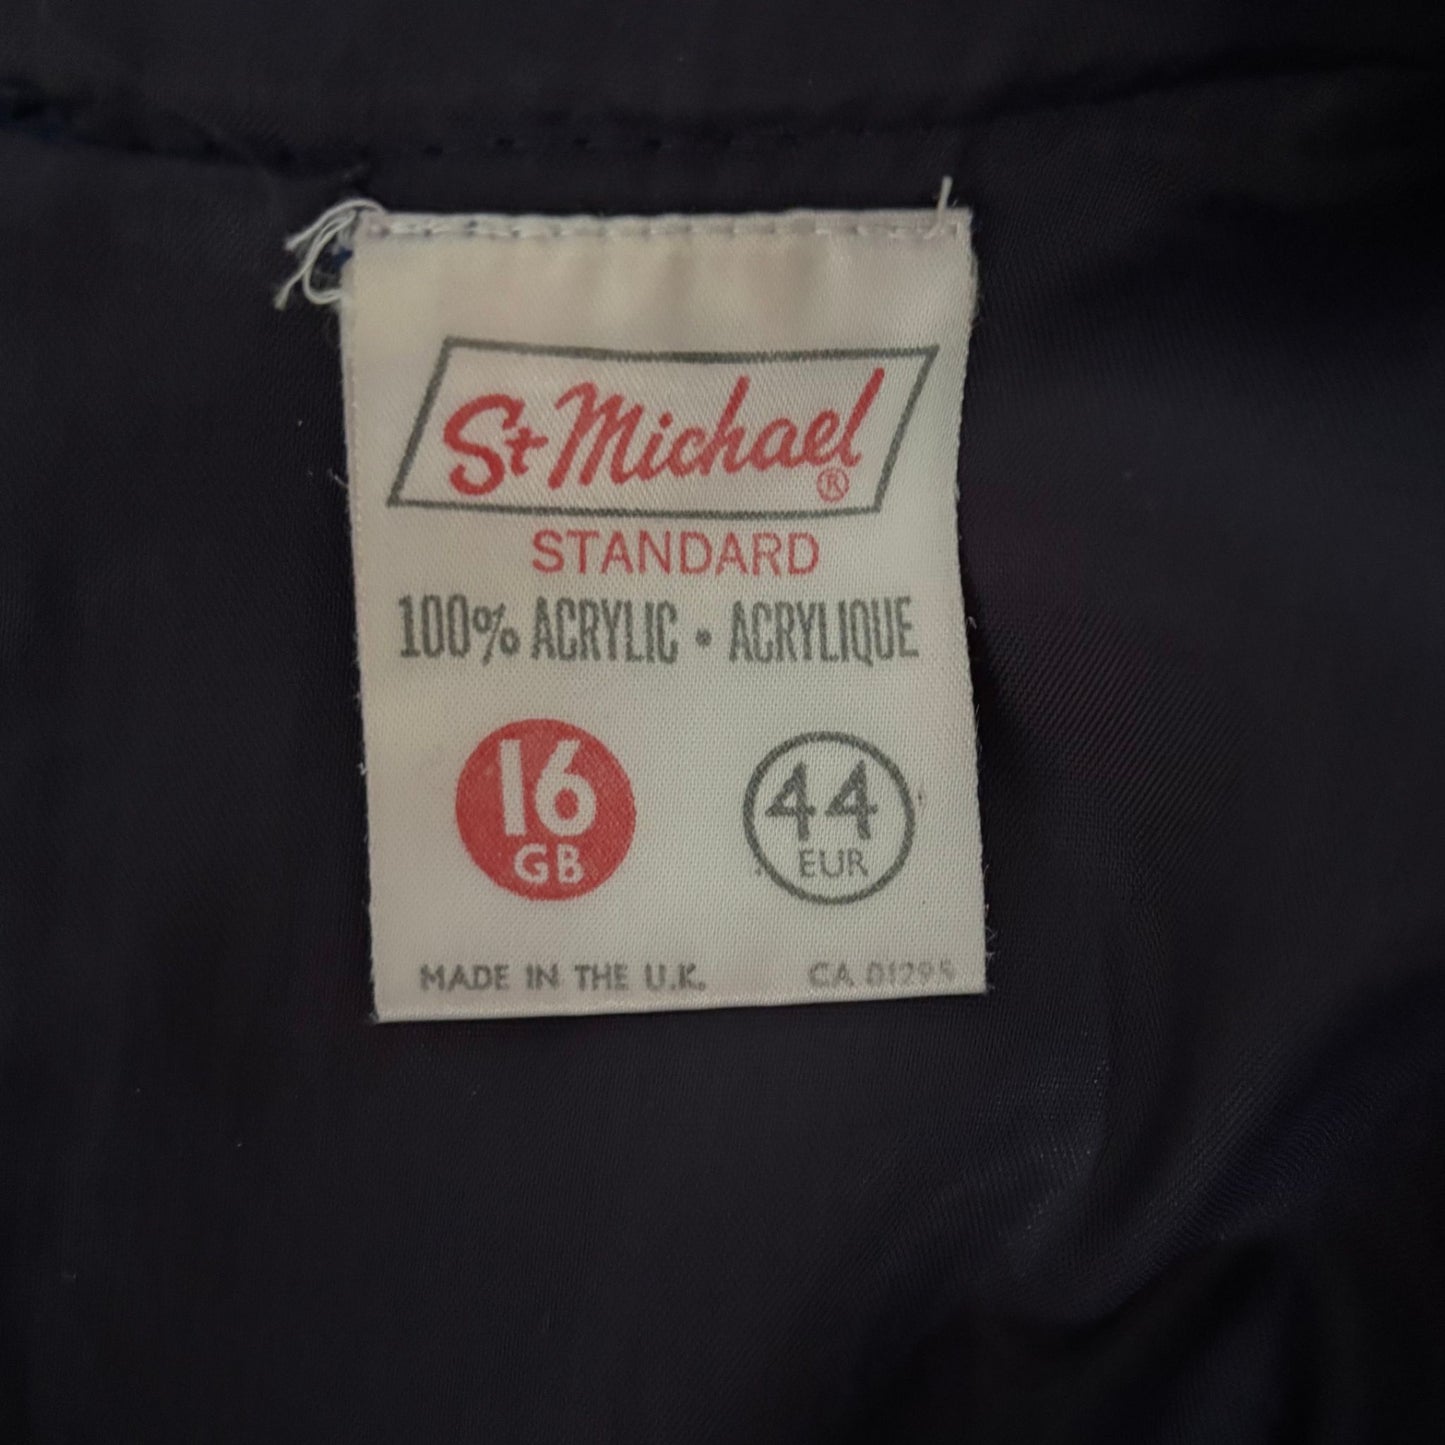 St Michael®
STANDARD
100% ACRYLIC • ACRYLIQUE
16 44
GB EUR
MADE IN THE U.K. CA 01295